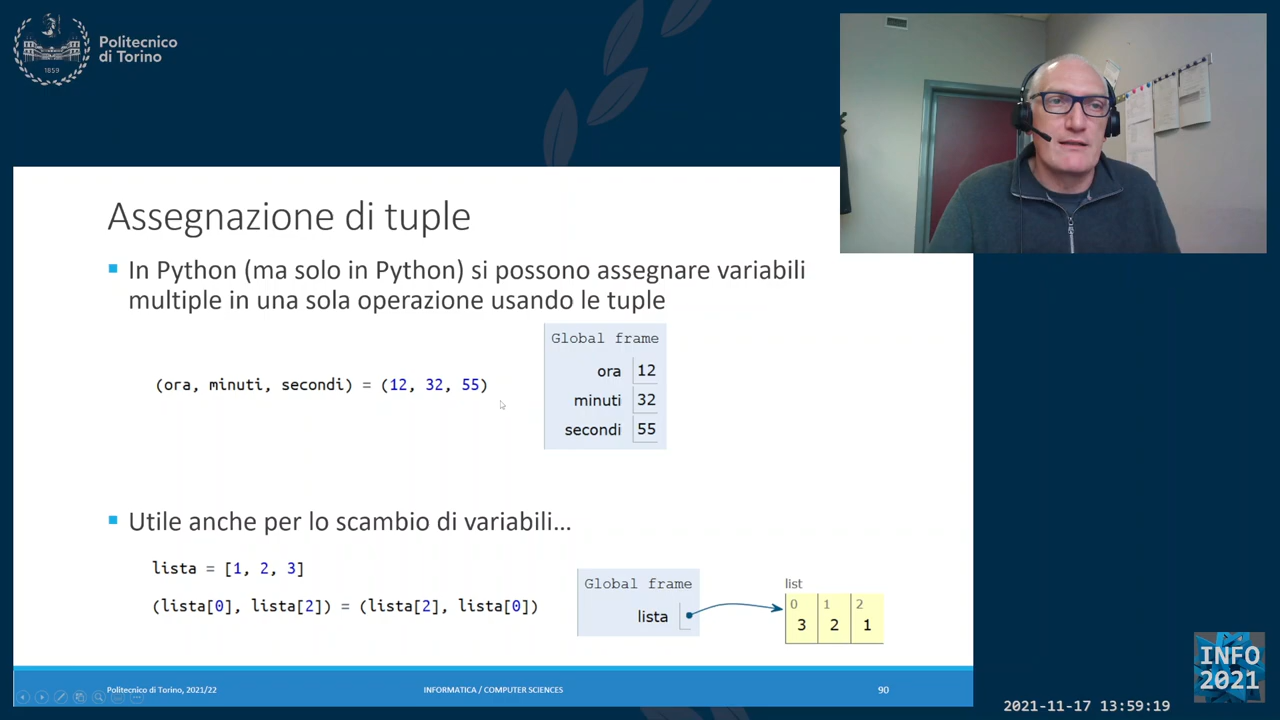 Politecnico
di Torino
1859
Assegnazione di tuple
In Python (ma solo in Python) si possono assegnare variabili
multiple in una sola operazione usando le tuple
Global frame
(ora, minuti, secondi) = (12, 32, 55)
ora 12
minuti 32
secondi 55
Utile anche per lo scambio di variabili...
lista = [1, 2, 3]
(lista[0], lista[2]) = (lista[2], lista[0])
Global frame
lista
list
0 1 2
3 2 1
Politecnico di Torino, 2021/22
INFORMATICA / COMPUTER SCIENCES
90
INFO
2021
2021-11-17 13:59:19